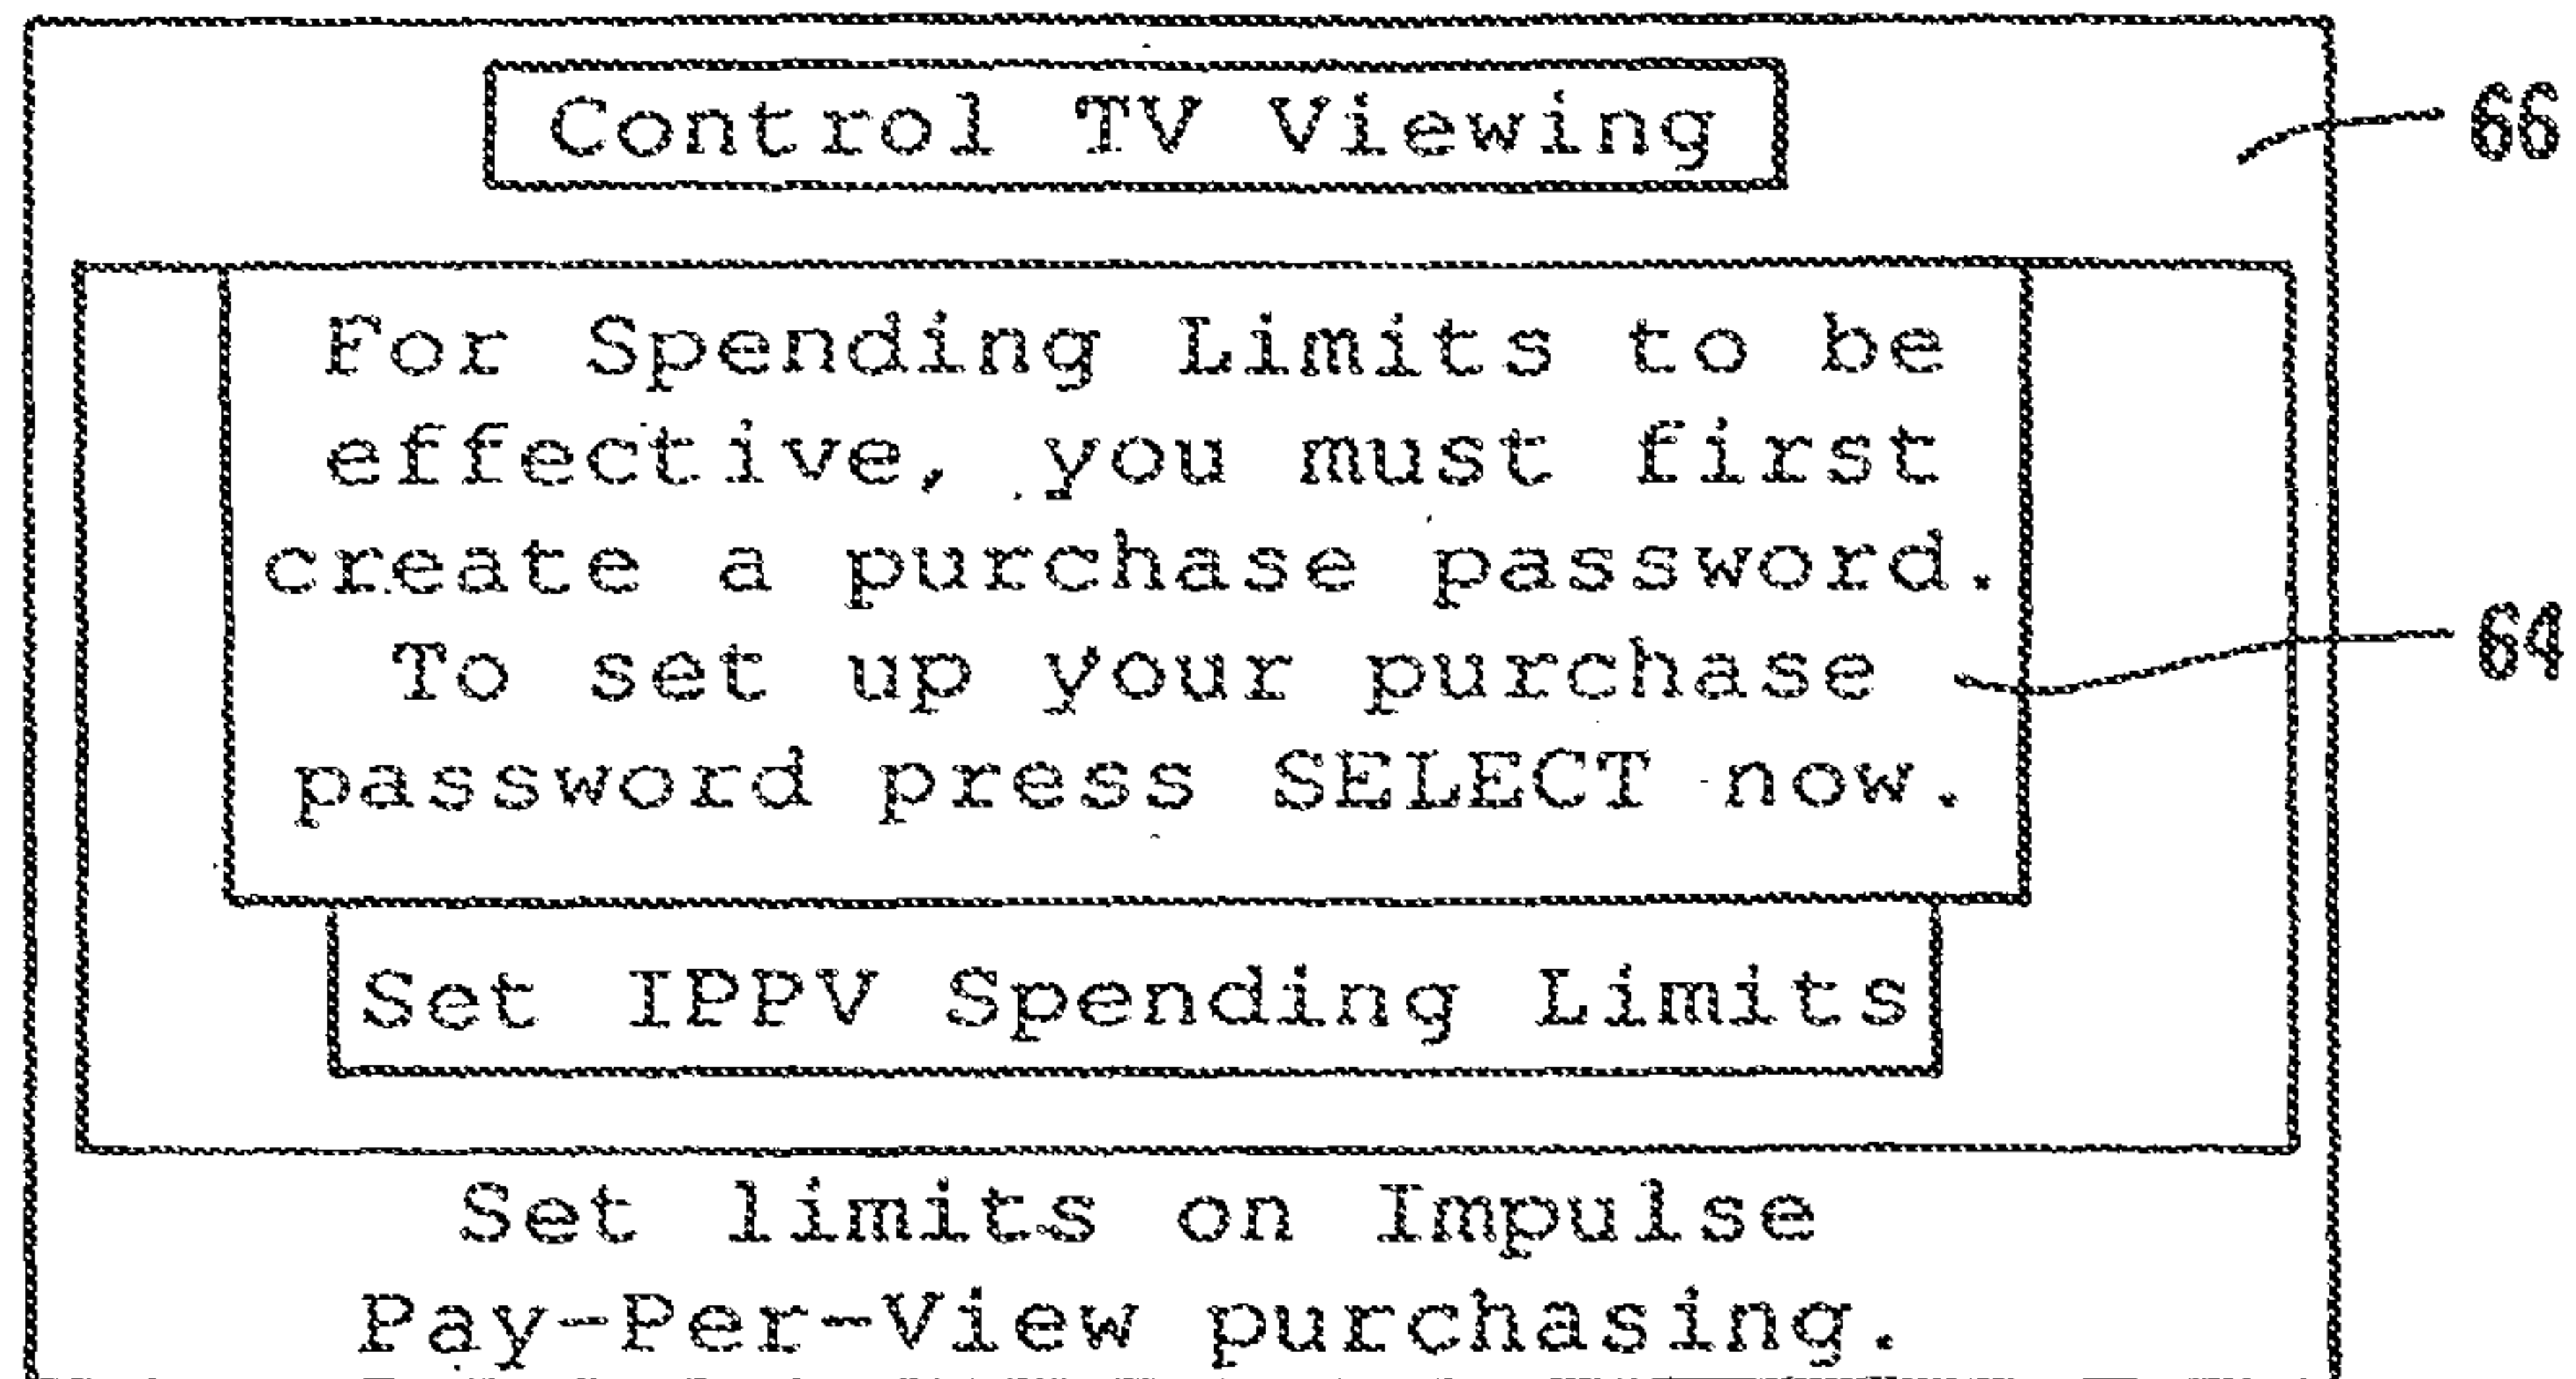 Control TV Viewing
66
For Spending Limits to be
effective, you must first
create a purchase password.
To set up your purchase
64
password press SELECT now.
Set IPPV Spending Limits
Set limits on Impulse
Pay-Per-View purchasing.